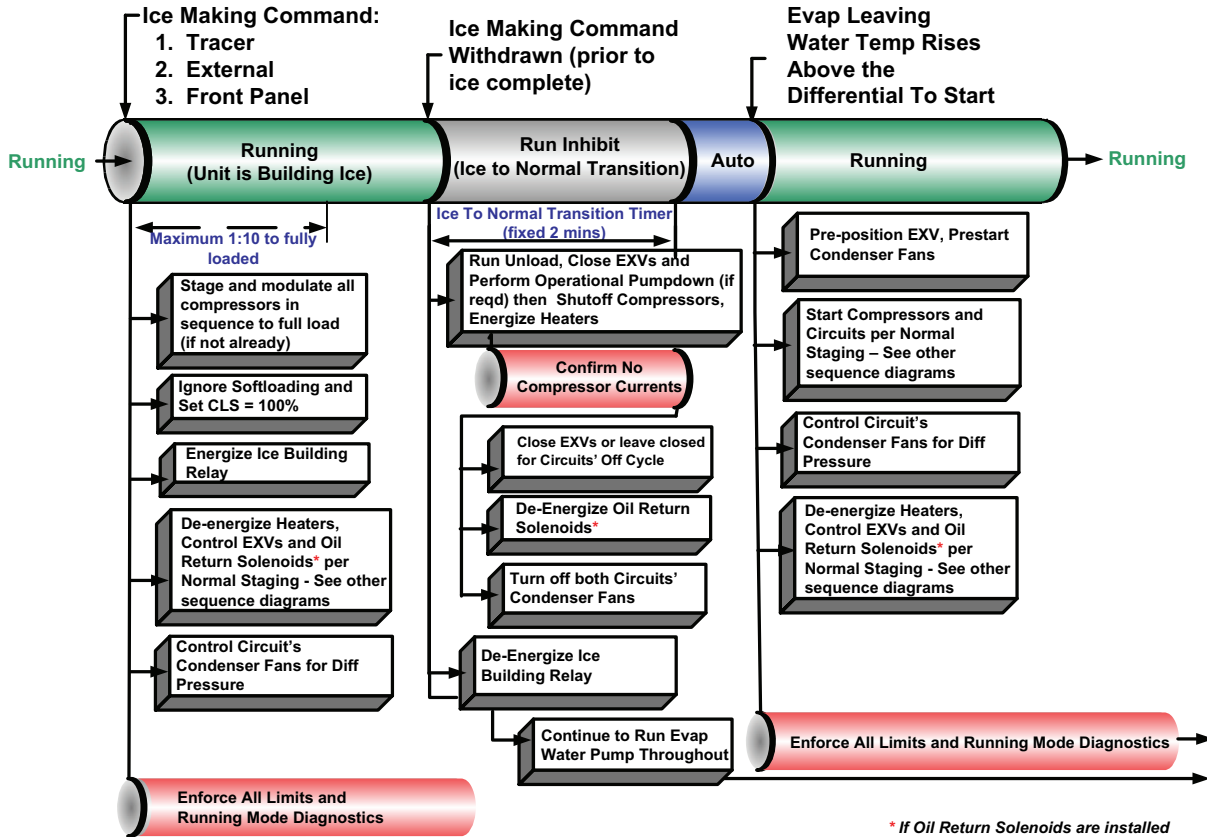 Ice Making Command:
1. Tracer
2. External
3. Front Panel
Ice Making Command
Withdrawn (prior to
ice complete)
Evap Leaving
Water Temp Rises
Above the
Differential To Start
Running
Running
(Unit is Building Ice)
Run Inhibit
(Ice to Normal Transition)
Auto
Running
Running
Maximum 1:10 to fully
loaded
Stage and modulate all
compressors in
sequence to full load
(if not already)
Ignore Softloading and
Set CLS = 100%
Energize Ice Building
Relay
De-energize Heaters,
Control EXVs and Oil
Return Solenoids* per
Normal Staging - See other
sequence diagrams
Control Circuit's
Condenser Fans for Diff
Pressure
Enforce All Limits and
Running Mode Diagnostics
Ice To Normal Transition Timer
(fixed 2 mins)
Run Unload, Close EXVs and
Perform Operational Pumpdown (if
reqd) then Shutoff Compressors,
Energize Heaters
Confirm No
Compressor Currents
Close EXVs or leave closed
for Circuits' Off Cycle
De-Energize Oil Return
Solenoids*
Turn off both Circuits'
Condenser Fans
De-Energize Ice
Building Relay
Continue to Run Evap
Water Pump Throughout
Pre-position EXV, Prestart
Condenser Fans
Start Compressors and
Circuits per Normal
Staging – See other
sequence diagrams
Control Circuit's
Condenser Fans for Diff
Pressure
De-energize Heaters,
Control EXVs and Oil
Return Solenoids* per
Normal Staging - See other
sequence diagrams
Enforce All Limits and Running Mode Diagnostics
* If Oil Return Solenoids are installed